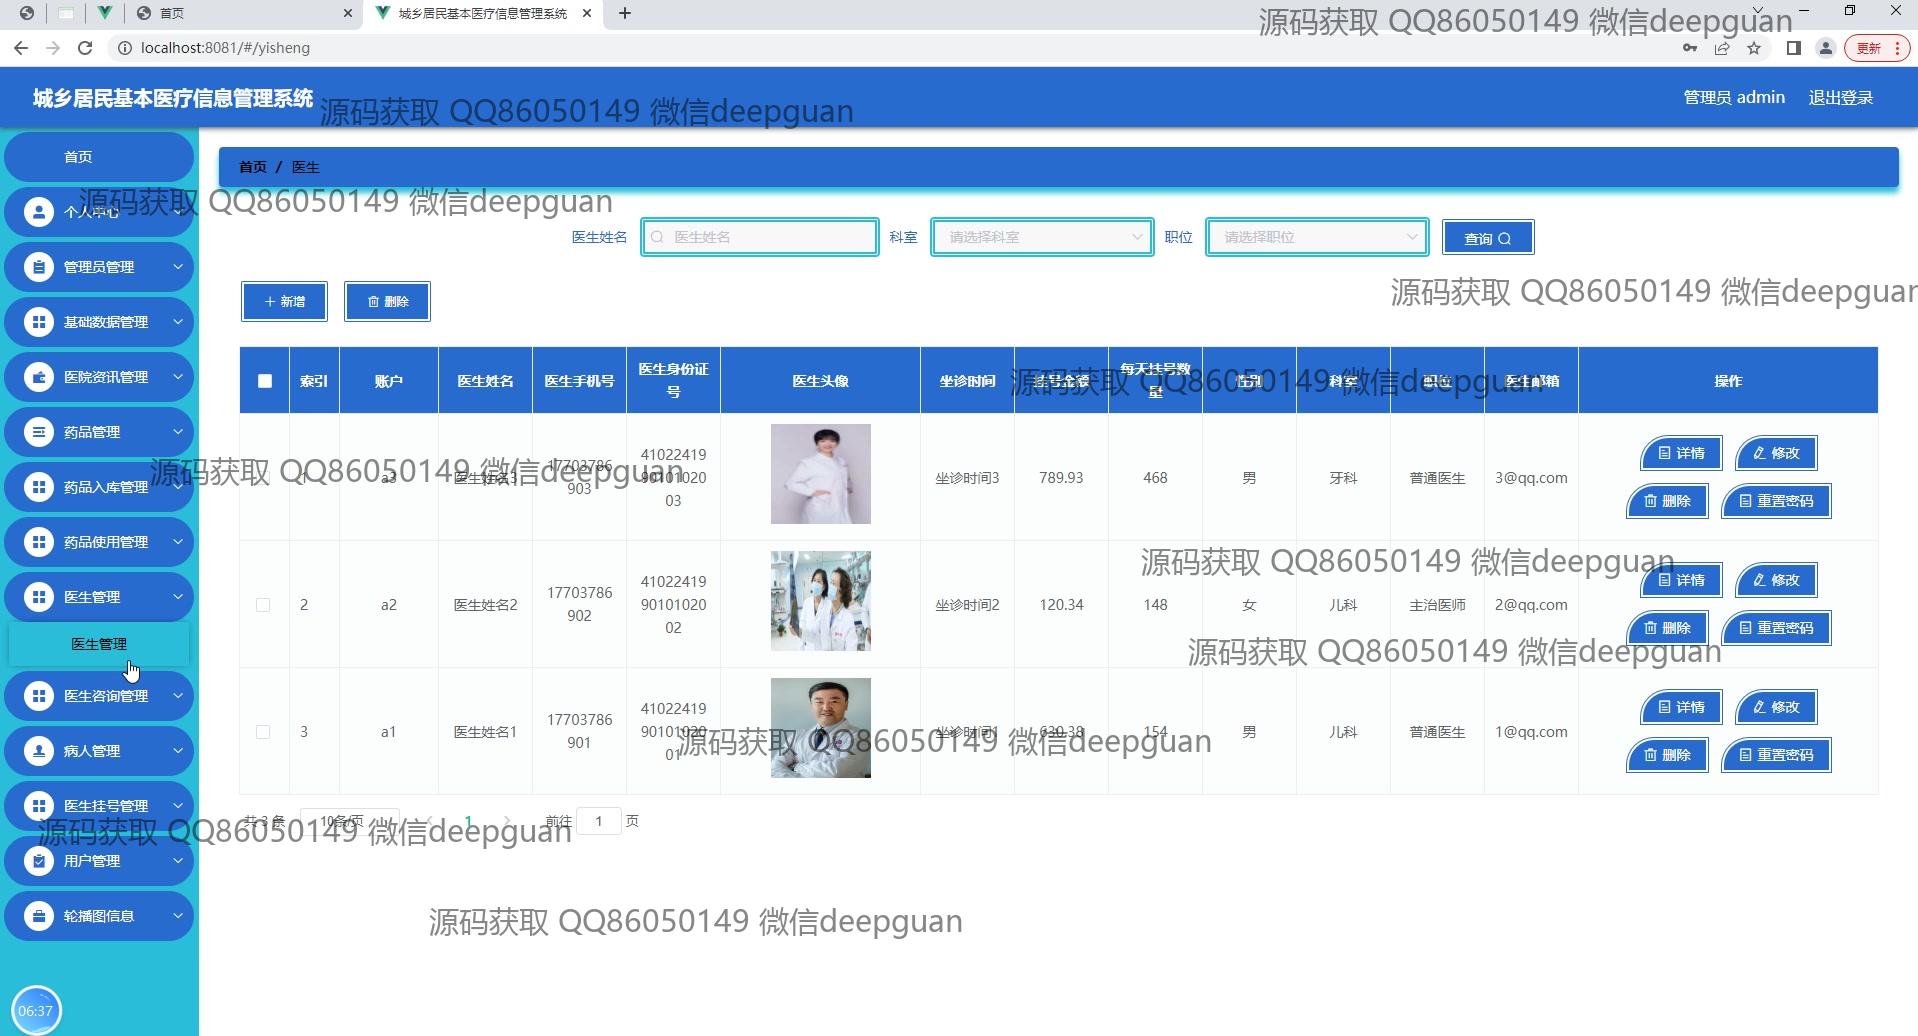 首页
城乡居民基本医疗信息管理系统
源码获取 QQ86050149 微信deepguan
localhost:8081/#/yisheng
更新
城乡居民基本医疗信息管理系统
源码获取 QQ86050149 微信deepguan
管理员 admin
退出登录
首页
个人中心
管理员管理
基础数据管理
医院资讯管理
药品管理
药品入库管理
药品使用管理
医生管理
医生管理
医生咨询管理
病人管理
医生挂号管理
用户管理
轮播图信息
06:37
首页 / 医生
源码获取 QQ86050149 微信deepguan
医生姓名 医生姓名 科室 请选择科室 职位 请选择职位 查询
源码获取 QQ86050149 微信deepguan
新增 删除
索引 账户 医生姓名 医生手机号 医生身份证号 医生头像 坐诊时间 挂号金额 每天挂号数量 性别 科室 职位 医生邮箱 操作
源码获取 QQ86050149 微信deepguan
1 a3 医生姓名3 17703786903 410224199010102003 坐诊时间3 789.93 468 男 牙科 普通医生 3@qq.com 详情 修改 删除 重置密码
源码获取 QQ86050149 微信deepguan
源码获取 QQ86050149 微信deepguan
2 a2 医生姓名2 17703786902 410224199010102002 坐诊时间2 120.34 148 女 儿科 主治医师 2@qq.com 详情 修改 删除 重置密码
源码获取 QQ86050149 微信deepguan
3 a1 医生姓名1 17703786901 410224199010102001 坐诊时间1 630.38 154 男 儿科 普通医生 1@qq.com 详情 修改 删除 重置密码
源码获取 QQ86050149 微信deepguan
共 3 条 10条/页 1 前往 1 页
源码获取 QQ86050149 微信deepguan
源码获取 QQ86050149 微信deepguan